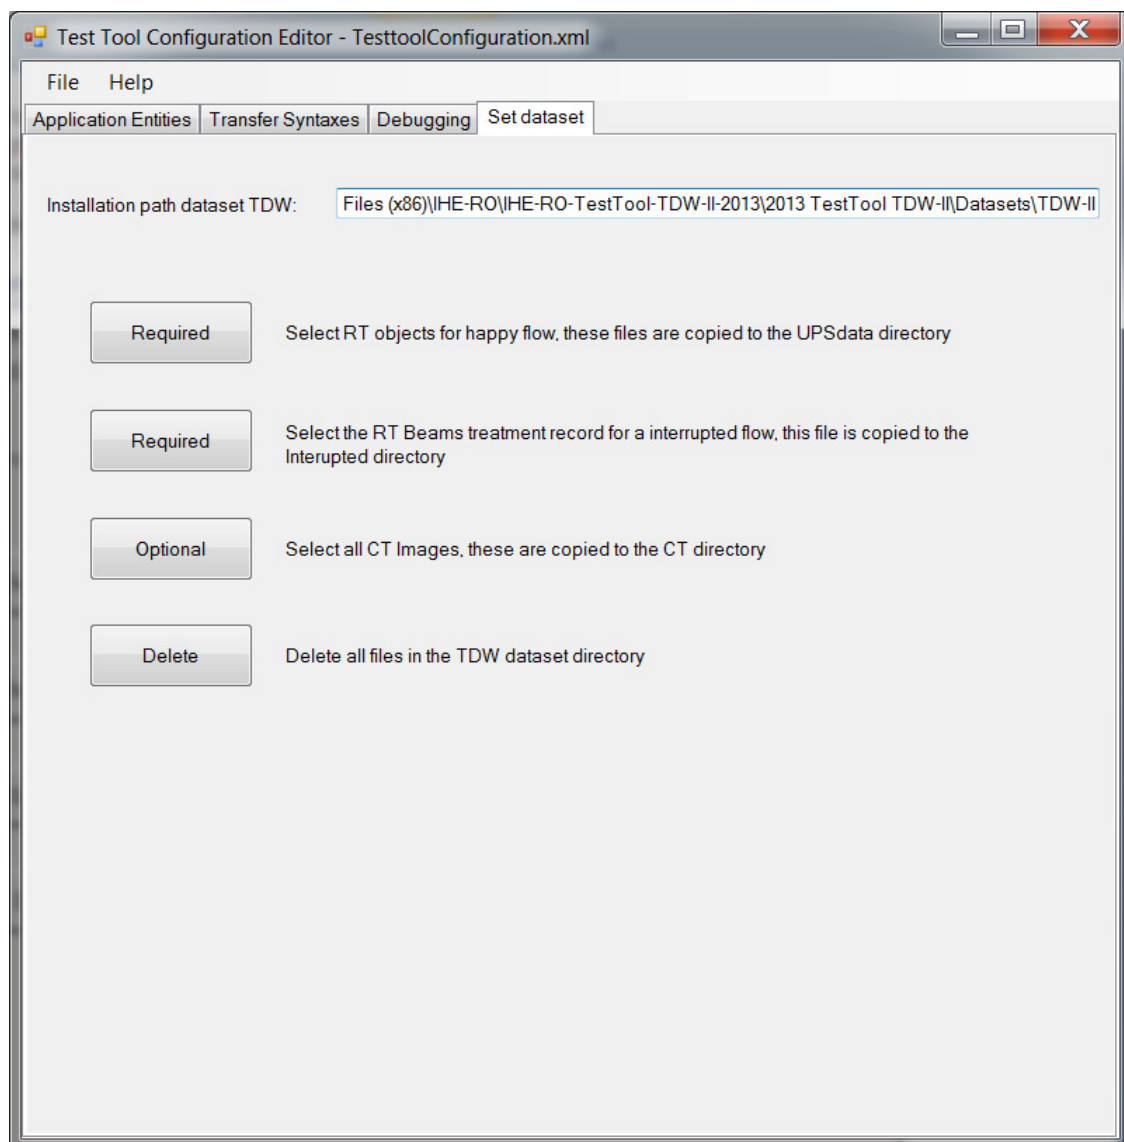 Test Tool Configuration Editor - TesttoolConfiguration.xml
File Help
Application Entities Transfer Syntaxes Debugging Set dataset
Installation path dataset TDW: Files (x86)\IHE-RO\IHE-RO-TestTool-TDW-II-2013\2013 TestTool TDW-II\Datasets\TDW-II
Required Select RT objects for happy flow, these files are copied to the UPSdata directory
Required Select the RT Beams treatment record for a interrupted flow, this file is copied to the
Interupted directory
Optional Select all CT Images, these are copied to the CT directory
Delete Delete all files in the TDW dataset directory